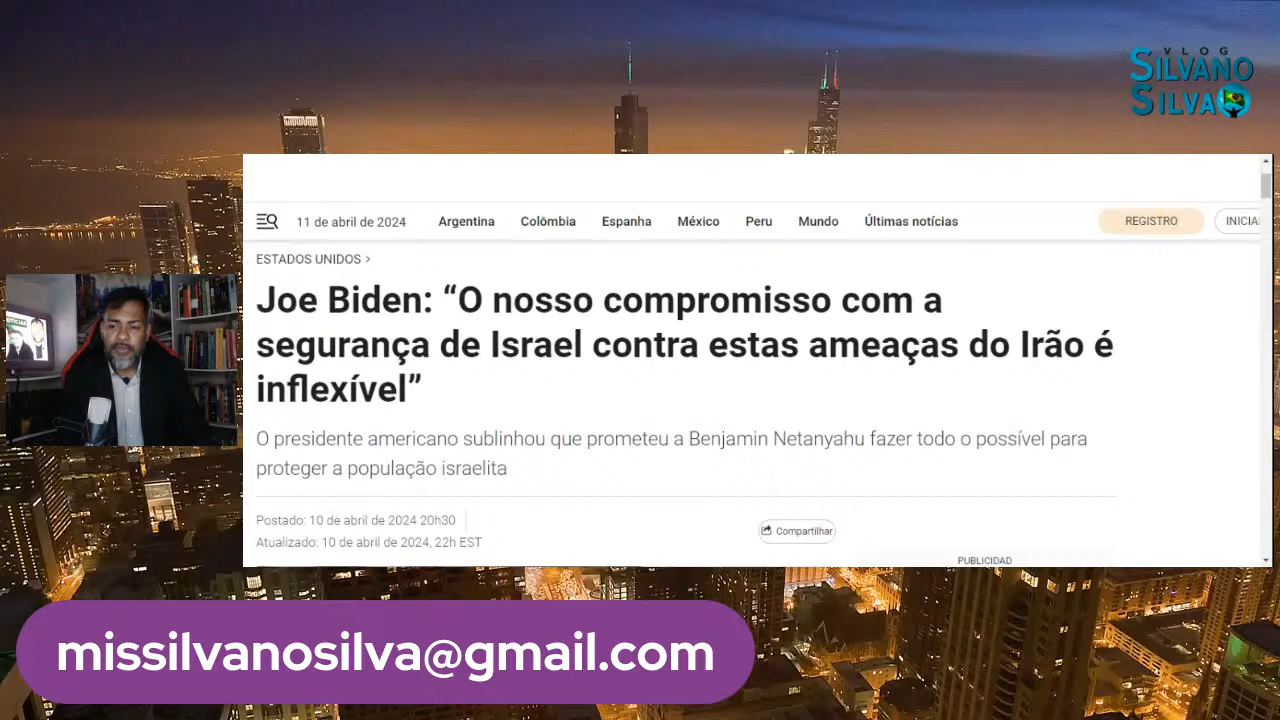 VLOG
SILVANO
SILVA
11 de abril de 2024
Argentina
Colômbia
Espanha
México
Peru
Mundo
Últimas notícias
REGISTRO
INICIA
ESTADOS UNIDOS >
Joe Biden: “O nosso compromisso com a
segurança de Israel contra estas ameaças do Irão é
inflexível”
O presidente americano sublinhou que prometeu a Benjamin Netanyahu fazer todo o possível para
proteger a população israelita
Postado: 10 de abril de 2024 20h30
Atualizado: 10 de abril de 2024, 22h EST
Compartilhar
PUBLICIDAD
missilvanosilva@gmail.com